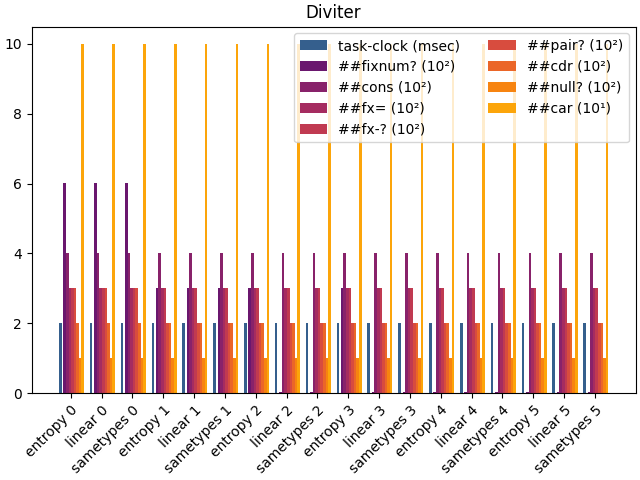 Diviter
task-clock (msec)
##fixnum? (10²)
##cons (10²)
##fx= (10²)
##fx-? (10²)
##pair? (10²)
##cdr (10²)
##null? (10²)
##car (10¹)
10
8
6
4
2
0
entropy 0
linear 0
sametypes 0
entropy 1
linear 1
sametypes 1
entropy 2
linear 2
sametypes 2
entropy 3
linear 3
sametypes 3
entropy 4
linear 4
sametypes 4
entropy 5
linear 5
sametypes 5